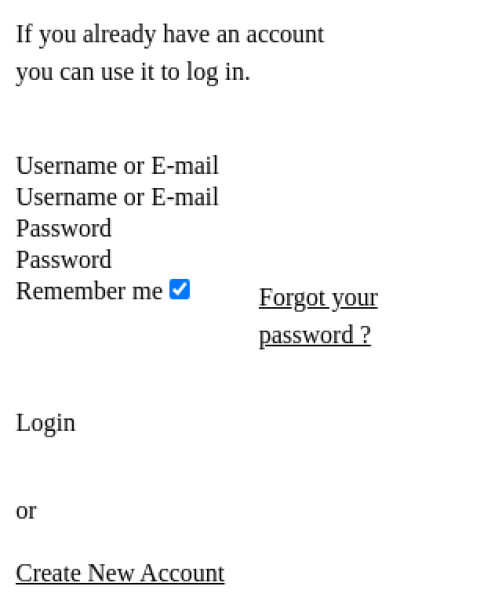 If you already have an account
you can use it to log in.
Username or E-mail
Username or E-mail
Password
Password
Remember me
Forgot your
password ?
Login
or
Create New Account